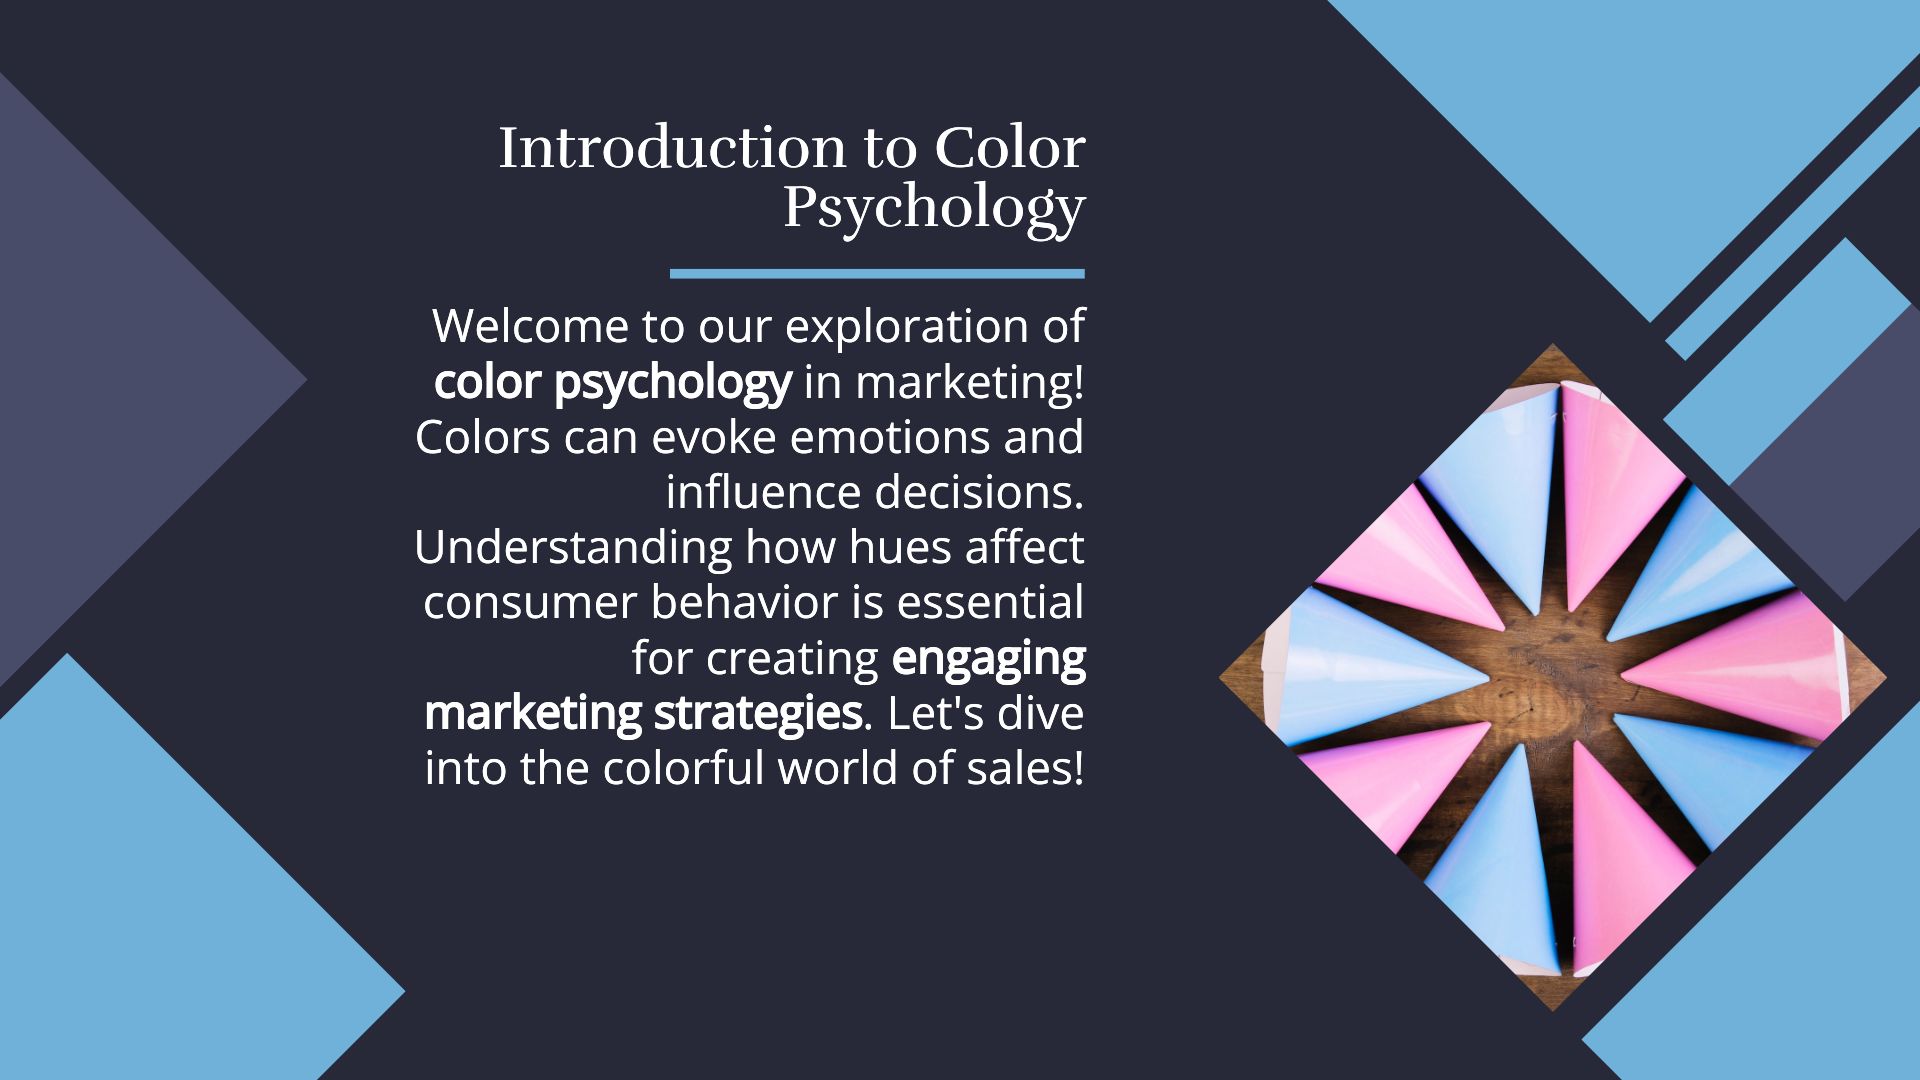 Introduction to Color
Psychology
Welcome to our exploration of
color psychology in marketing!
Colors can evoke emotions and
influence decisions.
Understanding how hues affect
consumer behavior is essential
for creating engaging
marketing strategies. Let's dive
into the colorful world of sales!